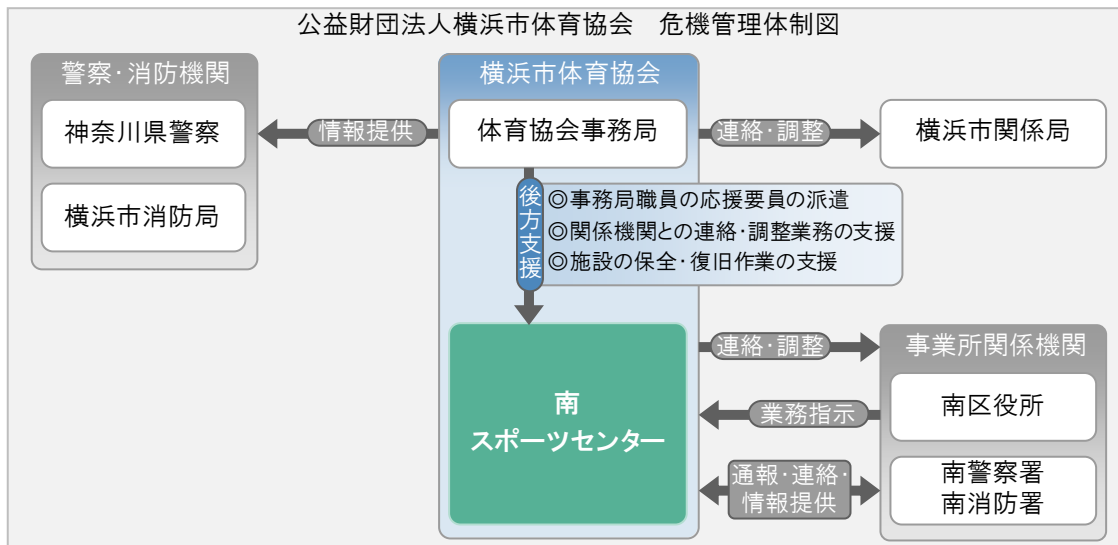 公益財団法人横浜市体育協会　危機管理体制図
警察・消防機関
神奈川県警察
横浜市消防局
情報提供
横浜市体育協会
体育協会事務局
連絡・調整
横浜市関係局
後方支援
◎事務局職員の応援要員の派遣
◎関係機関との連絡・調整業務の支援
◎施設の保全・復旧作業の支援
南
スポーツセンター
連絡・調整
業務指示
通報・連絡・
情報提供
事業所関係機関
南区役所
南警察署
南消防署